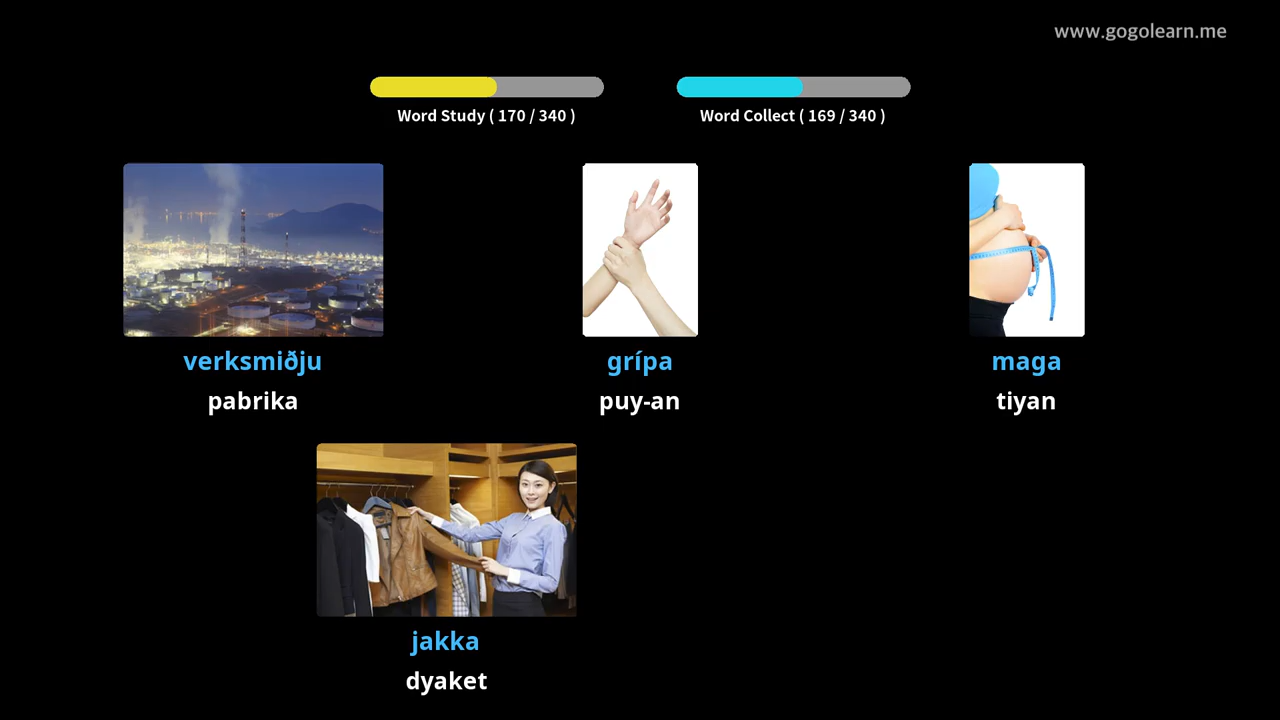 www.gogolearn.me
Word Study ( 170 / 340 )
Word Collect ( 169 / 340 )
verksmiðju
pabrika
grípa
puy-an
maga
tiyan
jakka
dyaket